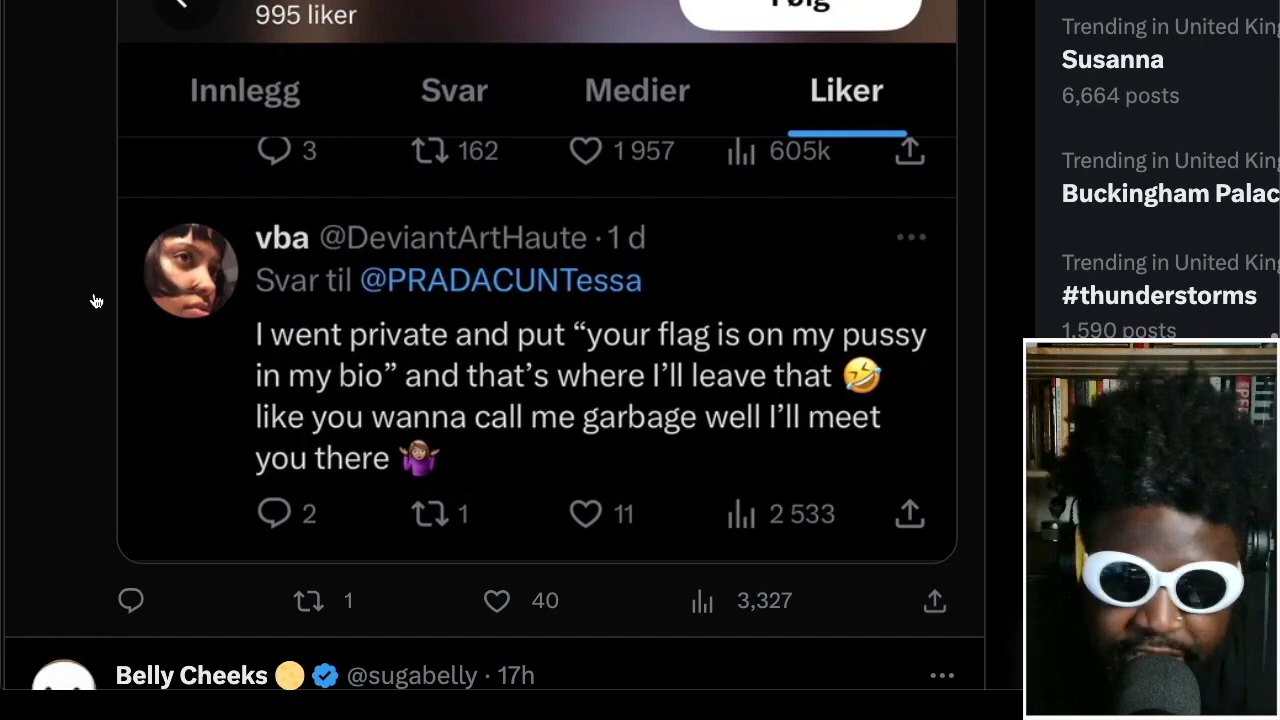 995 liker
Følg
Innlegg Svar Medier Liker
3 162 1 957 605k
vba @DeviantArtHaute · 1 d
Svar til @PRADACUNTessa
I went private and put “your flag is on my pussy
in my bio” and that’s where I’ll leave that 🤣
like you wanna call me garbage well I’ll meet
you there 🤷🏽‍♀️
2 1 11 2 533
1 40 3,327
Belly Cheeks @sugabelly · 17h
Trending in United King
Susanna
6,664 posts
Trending in United King
Buckingham Palac
Trending in United King
#thunderstorms
1,590 posts